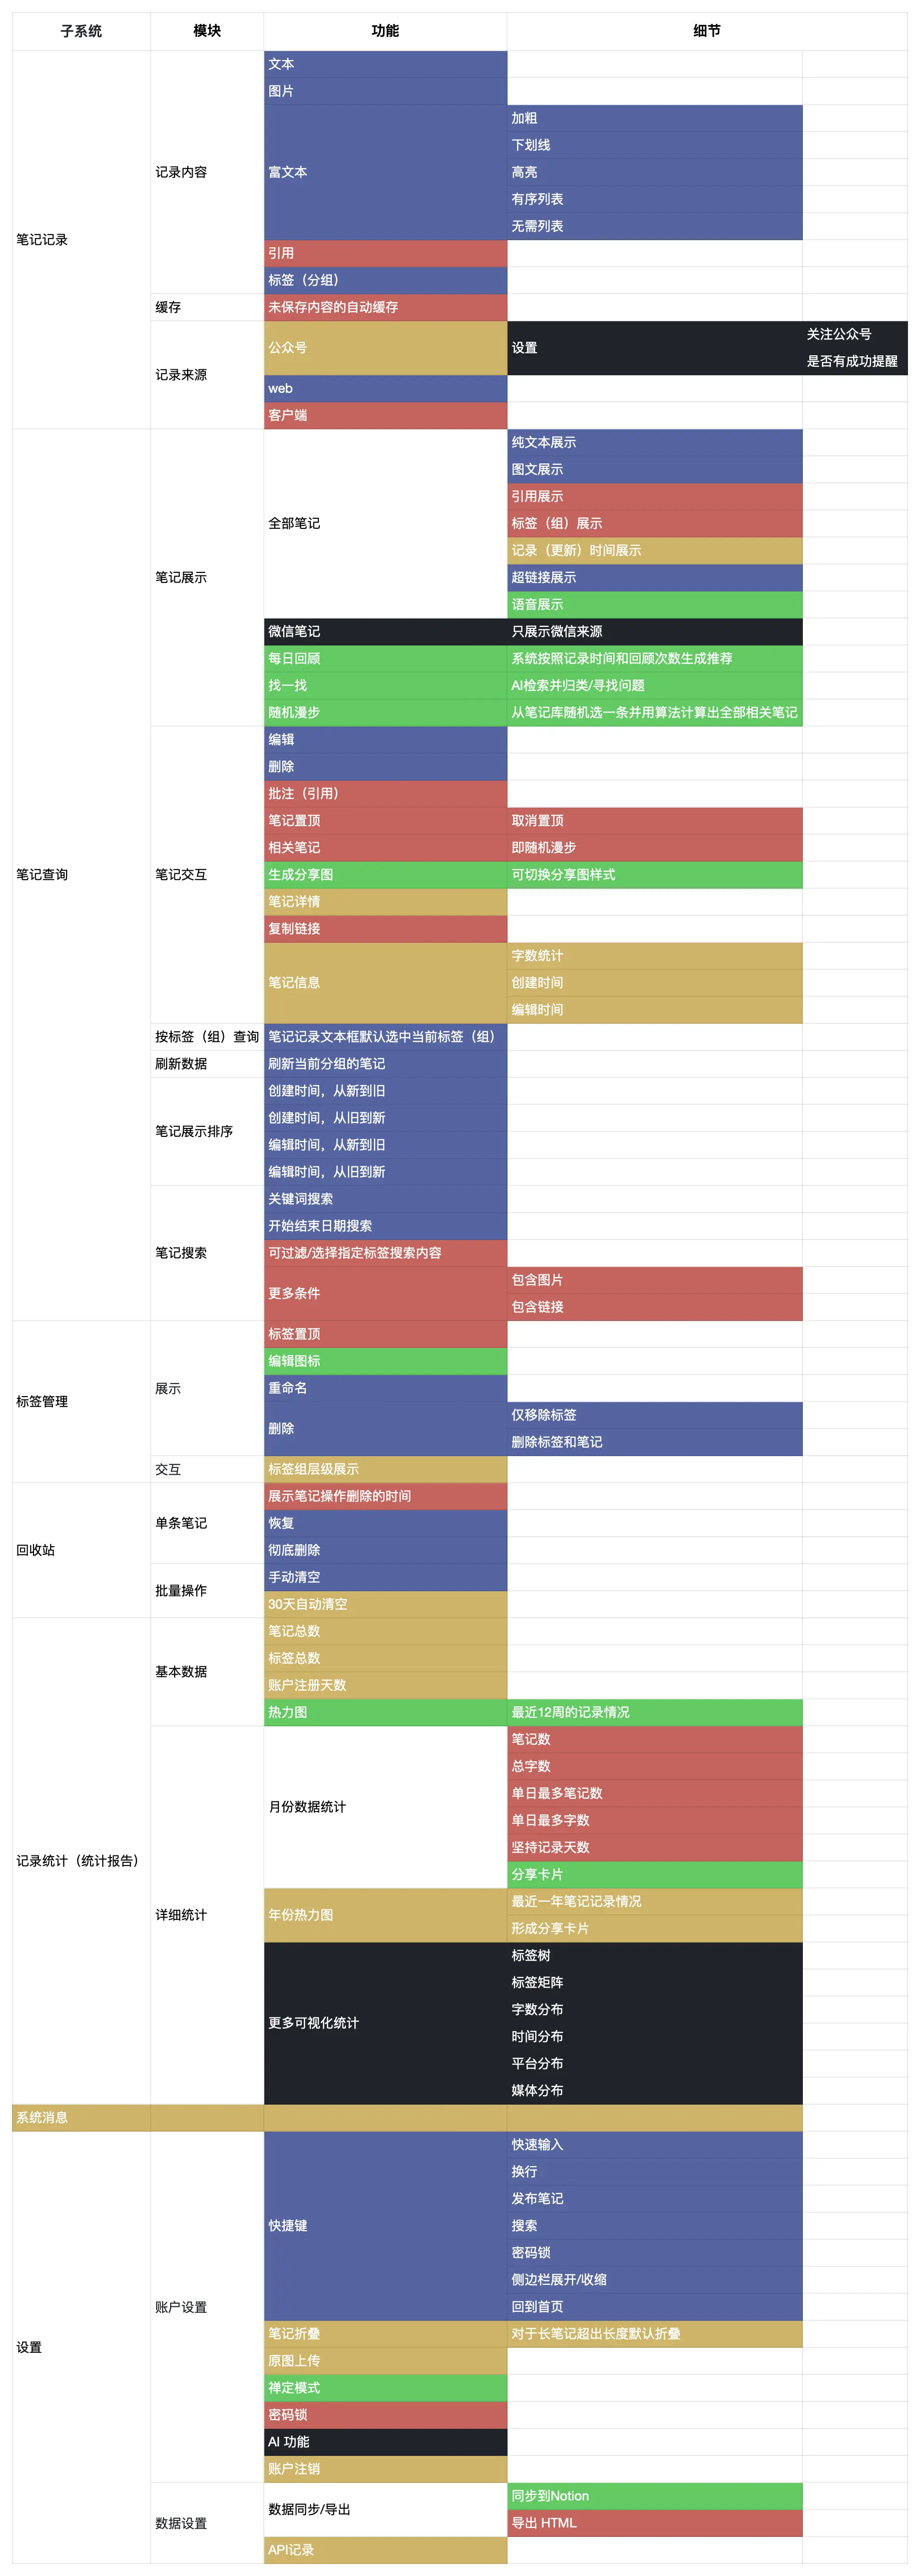 子系统 模块 功能 细节
文本
图片
加粗
下划线
记录内容 富文本 高亮
有序列表
无需列表
笔记记录
引用
标签（分组）
缓存 未保存内容的自动缓存
关注公众号
公众号 设置
是否有成功提醒
记录来源
web
客户端
纯文本展示
图文展示
引用展示
全部笔记
标签（组）展示
记录（更新）时间展示
笔记展示 超链接展示
语音展示
微信笔记 只展示微信来源
每日回顾 系统按照记录时间和回顾次数生成推荐
找一找 AI检索并归类/寻找问题
随机漫步 从笔记库随机选一条并用算法计算出全部相关笔记
编辑
删除
批注（引用）
笔记置顶 取消置顶
相关笔记 即随机漫步
笔记查询 笔记交互 生成分享图 可切换分享图样式
笔记详情
复制链接
字数统计
笔记信息 创建时间
编辑时间
按标签（组）查询 笔记记录文本框默认选中当前标签（组）
刷新数据 刷新当前分组的笔记
创建时间，从新到旧
创建时间，从旧到新
笔记展示排序
编辑时间，从新到旧
编辑时间，从旧到新
关键词搜索
开始结束日期搜索
笔记搜索 可过滤/选择指定标签搜索内容
包含图片
更多条件
包含链接
标签置顶
编辑图标
展示 重命名
标签管理
仅移除标签
删除
删除标签和笔记
交互 标签组层级展示
展示笔记操作删除的时间
单条笔记 恢复
回收站
彻底删除
手动清空
批量操作
30天自动清空
笔记总数
标签总数
基本数据
账户注册天数
热力图 最近12周的记录情况
笔记数
总字数
单日最多笔记数
月份数据统计
单日最多字数
坚持记录天数
记录统计（统计报告）
分享卡片
最近一年笔记记录情况
详细统计 年份热力图
形成分享卡片
标签树
标签矩阵
字数分布
更多可视化统计
时间分布
平台分布
媒体分布
系统消息
快速输入
换行
发布笔记
快捷键 搜索
密码锁
侧边栏展开/收缩
账户设置 回到首页
笔记折叠 对于长笔记超出长度默认折叠
设置
原图上传
禅定模式
密码锁
AI 功能
账户注销
同步到Notion
数据同步/导出
数据设置 导出 HTML
API记录